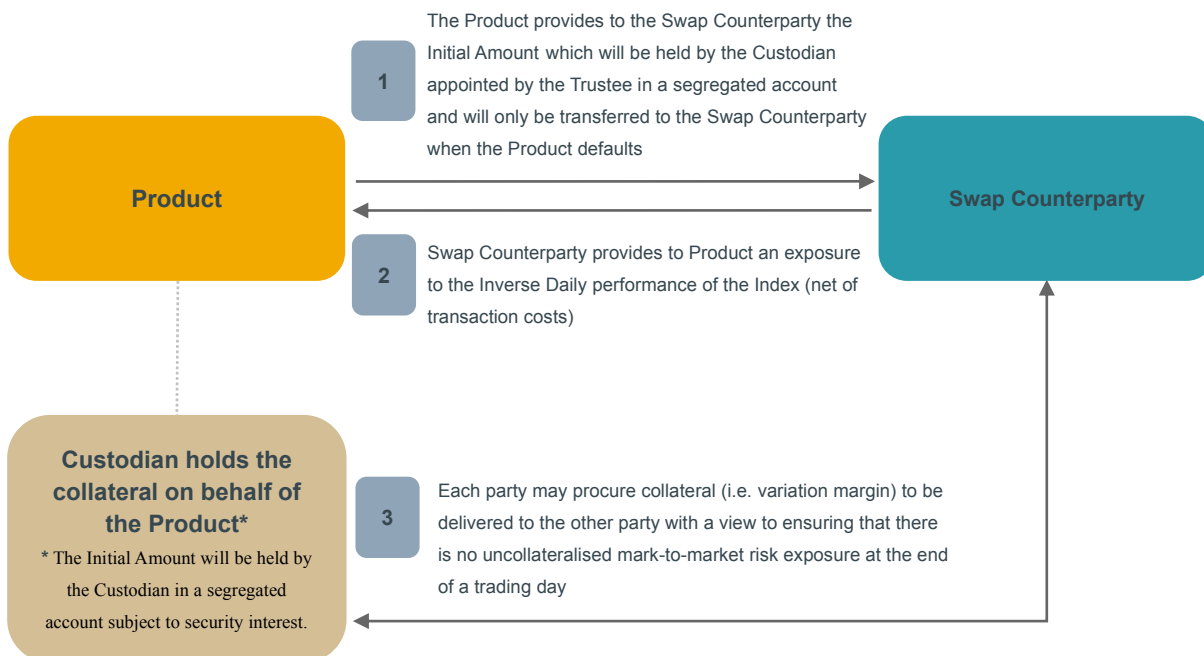 The Product provides to the Swap Counterparty the
Initial Amount which will be held by the Custodian
appointed by the Trustee in a segregated account
and will only be transferred to the Swap Counterparty
when the Product defaults
1
Product
Swap Counterparty
2
Swap Counterparty provides to Product an exposure
to the Inverse Daily performance of the Index (net of
transaction costs)
Custodian holds the
collateral on behalf of
the Product*
* The Initial Amount will be held by
the Custodian in a segregated
account subject to security interest.
3
Each party may procure collateral (i.e. variation margin) to be
delivered to the other party with a view to ensuring that there
is no uncollateralised mark-to-market risk exposure at the end
of a trading day